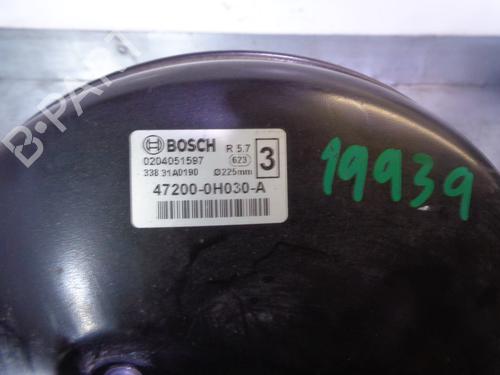 B-PARTS
BOSCH R 5.7
0204051597 623 3
338 31A0190 Ø225mm
47200-0H030-A
19939